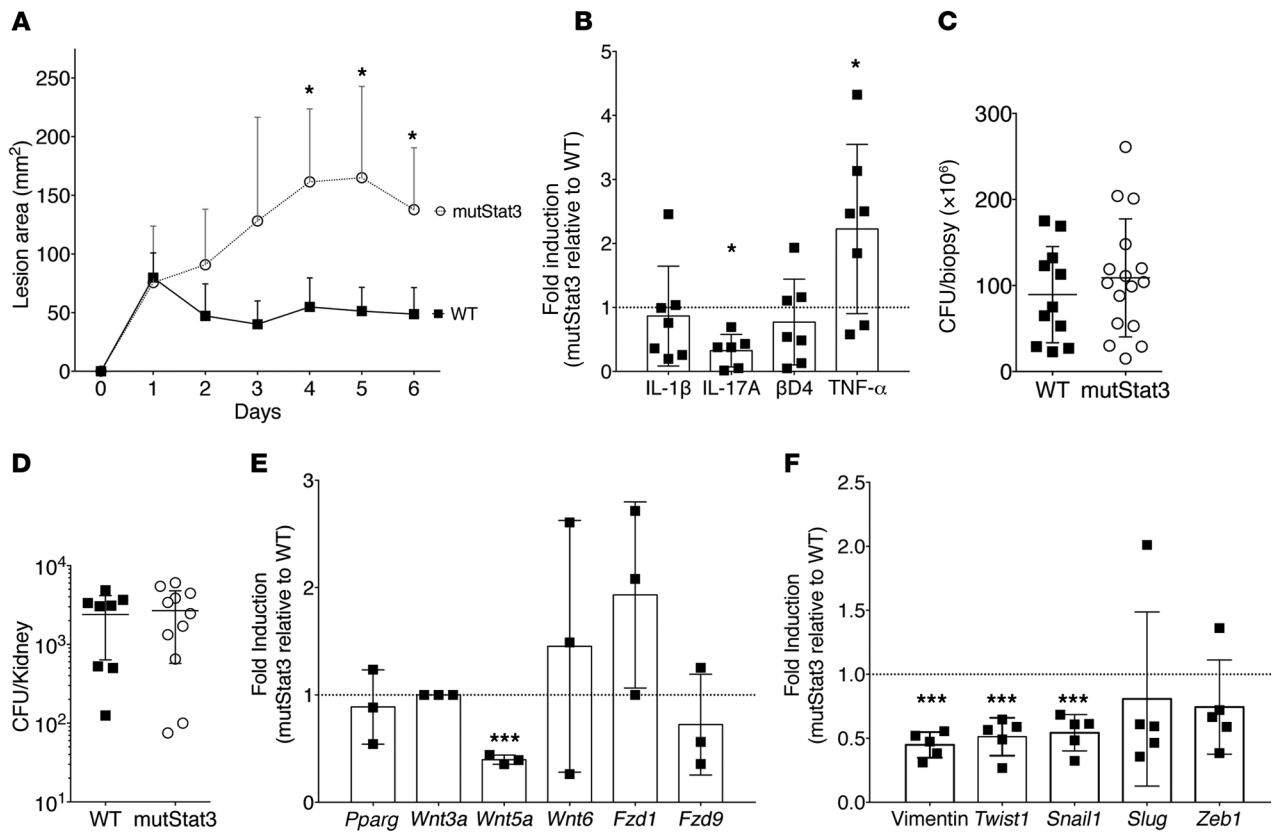 A
Lesion area (mm²)
250
200
150
100
50
0
0 1 2 3 4 5 6
Days
* * *
mutStat3
WT
B
Fold induction
(mutStat3 relative to WT)
5
4
3
2
1
0
* *
IL-1β IL-17A βD4 TNF-α
C
CFU/biopsy (×10⁶)
300
200
100
0
WT mutStat3
D
CFU/Kidney
10⁴
10³
10²
10¹
WT mutStat3
E
Fold Induction
(mutStat3 relative to WT)
3
2
1
0
***
Pparg Wnt3a Wnt5a Wnt6 Fzd1 Fzd9
F
Fold Induction
(mutStat3 relative to WT)
2.5
2.0
1.5
1.0
0.5
0.0
*** *** ***
Vimentin Twist1 Snail1 Slug Zeb1